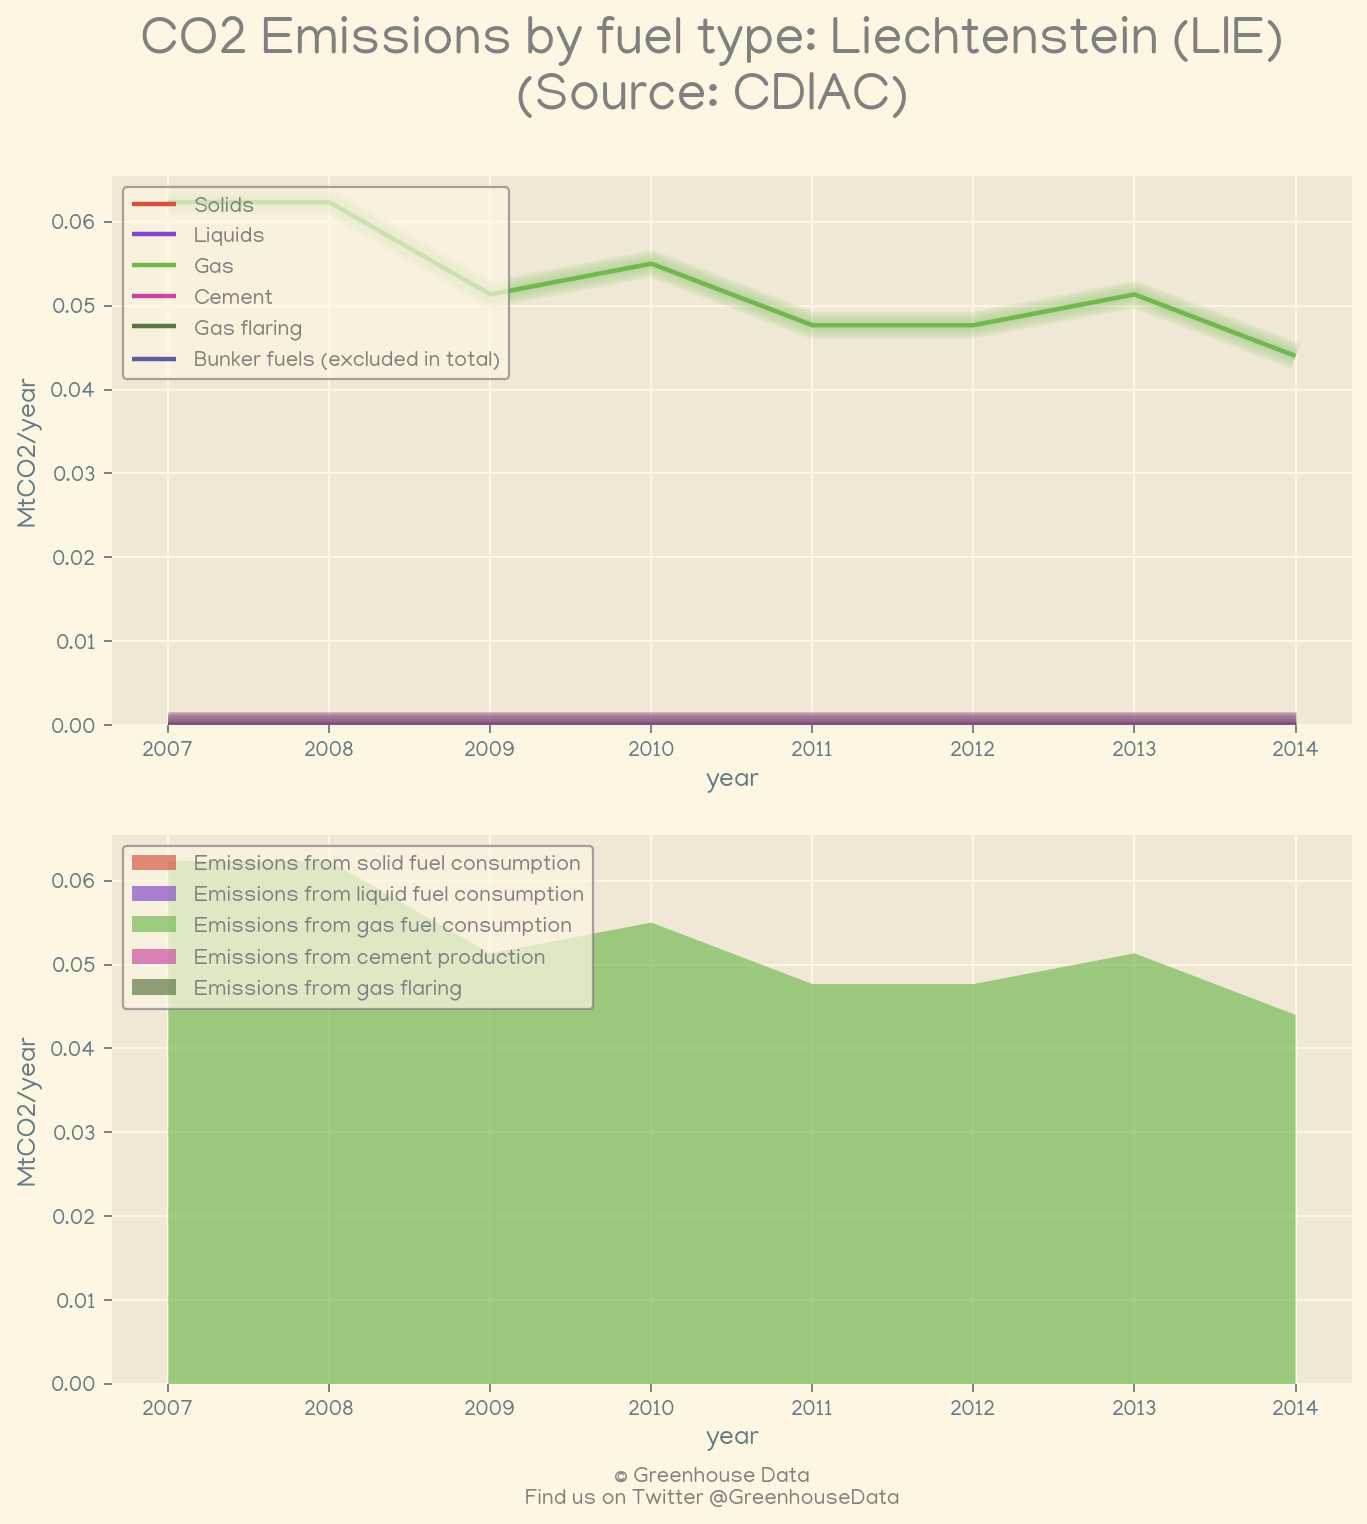 CO2 Emissions by fuel type: Liechtenstein (LIE)
(Source: CDIAC)
Solids
Liquids
Gas
Cement
Gas flaring
Bunker fuels (excluded in total)
0.06
0.05
0.04
0.03
0.02
0.01
0.00
MtCO2/year
2007 2008 2009 2010 2011 2012 2013 2014
year
Emissions from solid fuel consumption
Emissions from liquid fuel consumption
Emissions from gas fuel consumption
Emissions from cement production
Emissions from gas flaring
0.06
0.05
0.04
0.03
0.02
0.01
0.00
MtCO2/year
2007 2008 2009 2010 2011 2012 2013 2014
year
© Greenhouse Data
Find us on Twitter @GreenhouseData